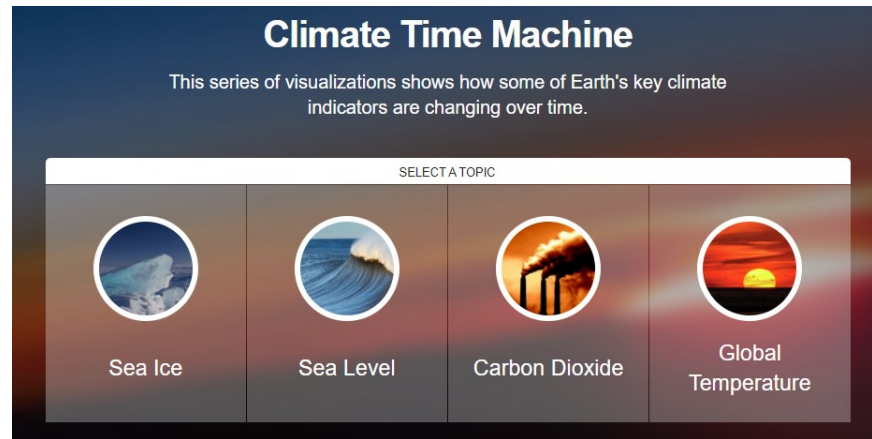 Climate Time Machine
This series of visualizations shows how some of Earth's key climate
indicators are changing over time.
SELECT A TOPIC
Sea Ice
Sea Level
Carbon Dioxide
Global
Temperature